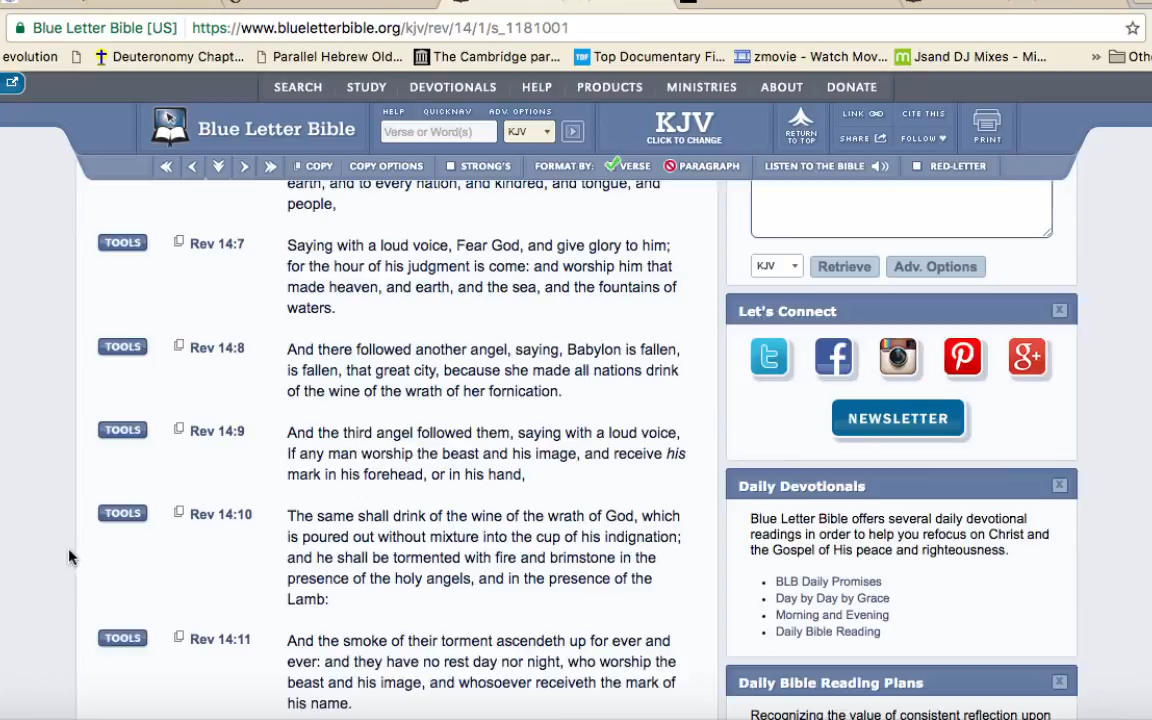 Blue Letter Bible [US] https://www.blueletterbible.org/kjv/rev/14/1/s_1181001
evolution Deuteronomy Chapt... Parallel Hebrew Old... The Cambridge par... TDF Top Documentary Fi... zmovie - Watch Mov... m Jsand DJ Mixes - Mi... » Oth
SEARCH STUDY DEVOTIONALS HELP PRODUCTS MINISTRIES ABOUT DONATE
HELP QUICKNAV ADV. OPTIONS
Blue Letter Bible
Verse or Word(s) KJV
KJV
CLICK TO CHANGE
RETURN
TO TOP
LINK CITE THIS
SHARE FOLLOW
PRINT
COPY COPY OPTIONS STRONG'S FORMAT BY: VERSE PARAGRAPH LISTEN TO THE BIBLE RED-LETTER
earth, and to every nation, and kindred, and tongue, and
people,
TOOLS Rev 14:7 Saying with a loud voice, Fear God, and give glory to him;
for the hour of his judgment is come: and worship him that
made heaven, and earth, and the sea, and the fountains of
waters.
TOOLS Rev 14:8 And there followed another angel, saying, Babylon is fallen,
is fallen, that great city, because she made all nations drink
of the wine of the wrath of her fornication.
TOOLS Rev 14:9 And the third angel followed them, saying with a loud voice,
If any man worship the beast and his image, and receive his
mark in his forehead, or in his hand,
TOOLS Rev 14:10 The same shall drink of the wine of the wrath of God, which
is poured out without mixture into the cup of his indignation;
and he shall be tormented with fire and brimstone in the
presence of the holy angels, and in the presence of the
Lamb:
TOOLS Rev 14:11 And the smoke of their torment ascendeth up for ever and
ever: and they have no rest day nor night, who worship the
beast and his image, and whosoever receiveth the mark of
his name.
KJV Retrieve Adv. Options
Let's Connect x
NEWSLETTER
Daily Devotionals x
Blue Letter Bible offers several daily devotional
readings in order to help you refocus on Christ and
the Gospel of His peace and righteousness.
BLB Daily Promises
Day by Day by Grace
Morning and Evening
Daily Bible Reading
Daily Bible Reading Plans x
Recognizing the value of consistent reflection upon